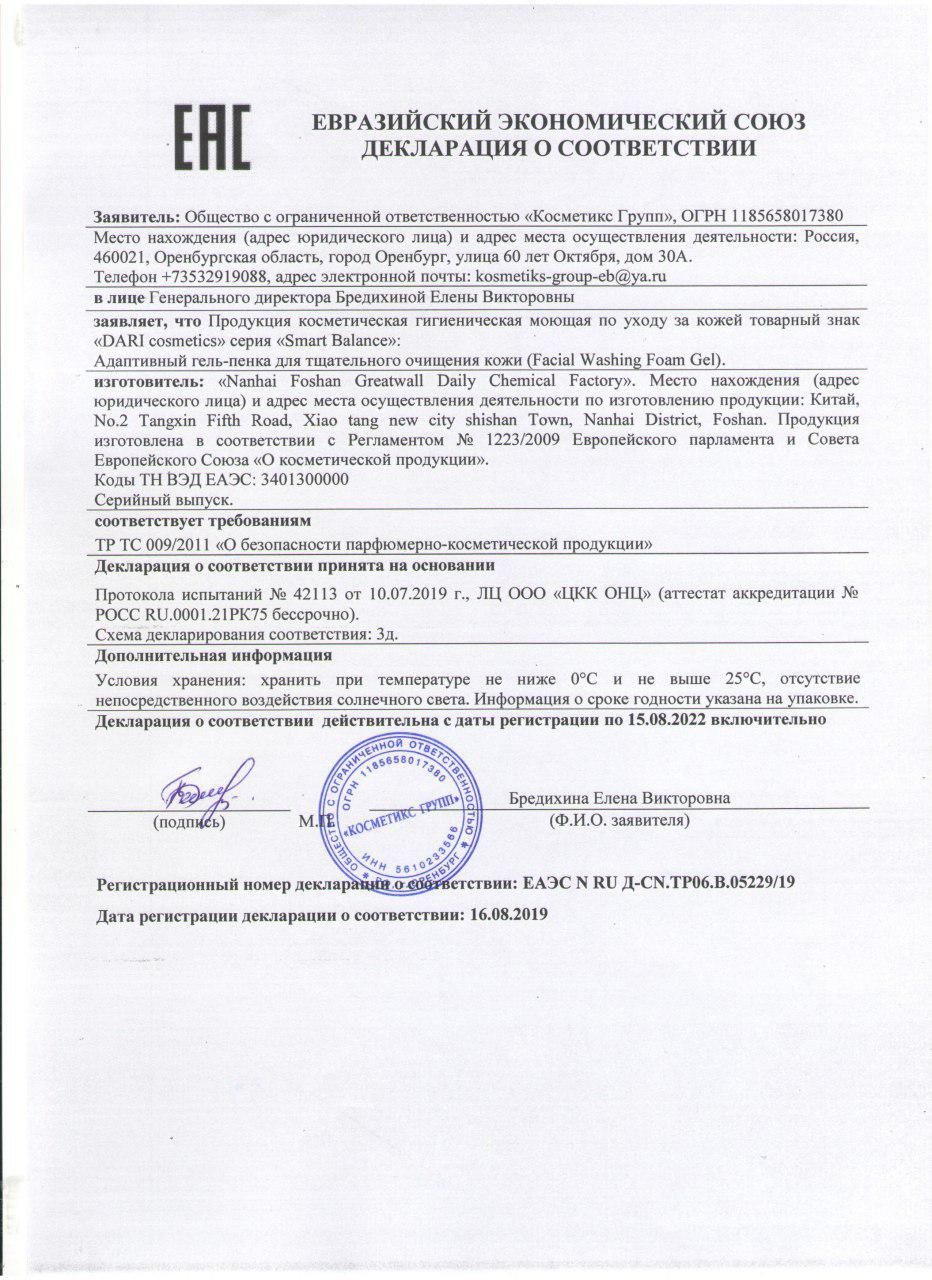 EAC
ЕВРАЗИЙСКИЙ ЭКОНОМИЧЕСКИЙ СОЮЗ
ДЕКЛАРАЦИЯ О СООТВЕТСТВИИ
Заявитель: Общество с ограниченной ответственностью «Косметикс Групп», ОГРН 1185658017380
Место нахождения (адрес юридического лица) и адрес места осуществления деятельности: Россия,
460021, Оренбургская область, город Оренбург, улица 60 лет Октября, дом 30А.
Телефон +73532919088, адрес электронной почты: kosmetiks-group-eb@ya.ru
в лице Генерального директора Бредихиной Елены Викторовны
заявляет, что Продукция косметическая гигиеническая моющая по уходу за кожей товарный знак
«DARI cosmetics» серия «Smart Balance»:
Адаптивный гель-пенка для тщательного очищения кожи (Facial Washing Foam Gel).
изготовитель: «Nanhai Foshan Greatwall Daily Chemical Factory». Место нахождения (адрес
юридического лица) и адрес места осуществления деятельности по изготовлению продукции: Китай,
No.2 Tangxin Fifth Road, Xiao tang new city shishan Town, Nanhai District, Foshan. Продукция
изготовлена в соответствии с Регламентом № 1223/2009 Европейского парламента и Совета
Европейского Союза «О косметической продукции».
Коды ТН ВЭД ЕАЭС: 3401300000
Серийный выпуск.
соответствует требованиям
ТР ТС 009/2011 «О безопасности парфюмерно-косметической продукции»
Декларация о соответствии принята на основании
Протокола испытаний № 42113 от 10.07.2019 г., ЛЦ ООО «ЦКК ОНЦ» (аттестат аккредитации №
РОСС RU.0001.21РК75 бессрочно).
Схема декларирования соответствия: 3д.
Дополнительная информация
Условия хранения: хранить при температуре не ниже 0°С и не выше 25°С, отсутствие
непосредственного воздействия солнечного света. Информация о сроке годности указана на упаковке.
Декларация о соответствии действительна с даты регистрации по 15.08.2022 включительно
ОБЩЕСТВО С ОГРАНИЧЕННОЙ ОТВЕТСТВЕННОСТЬЮ
ОГРН 1185658017380
«КОСМЕТИКС ГРУПП»
ИНН 5610233566
ОРЕНБУРГ
Бредихина Елена Викторовна
(подпись) М.П. (Ф.И.О. заявителя)
Регистрационный номер декларации о соответствии: ЕАЭС N RU Д-CN.ТР06.В.05229/19
Дата регистрации декларации о соответствии: 16.08.2019